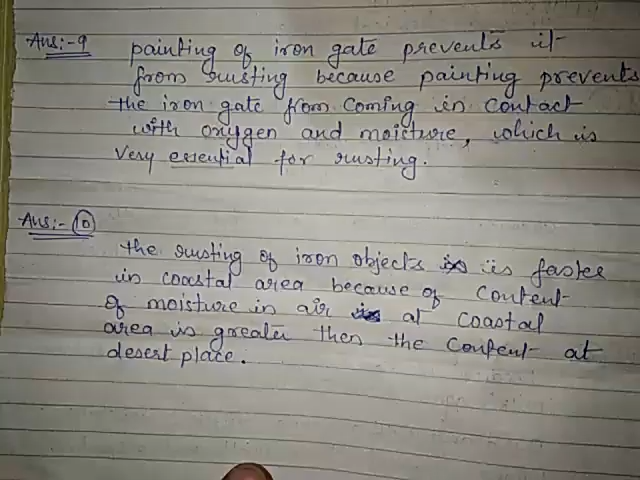 Ans:-9 painting of iron gate prevents it
from rusting because painting prevents
the iron gate from coming in contact
with oxygen and moisture, which is
very essential for rusting.
Ans:- 10
the rusting of iron objects is faster
in coastal area because of content
of moisture in air at coastal
area is greater then the content at
desert place.